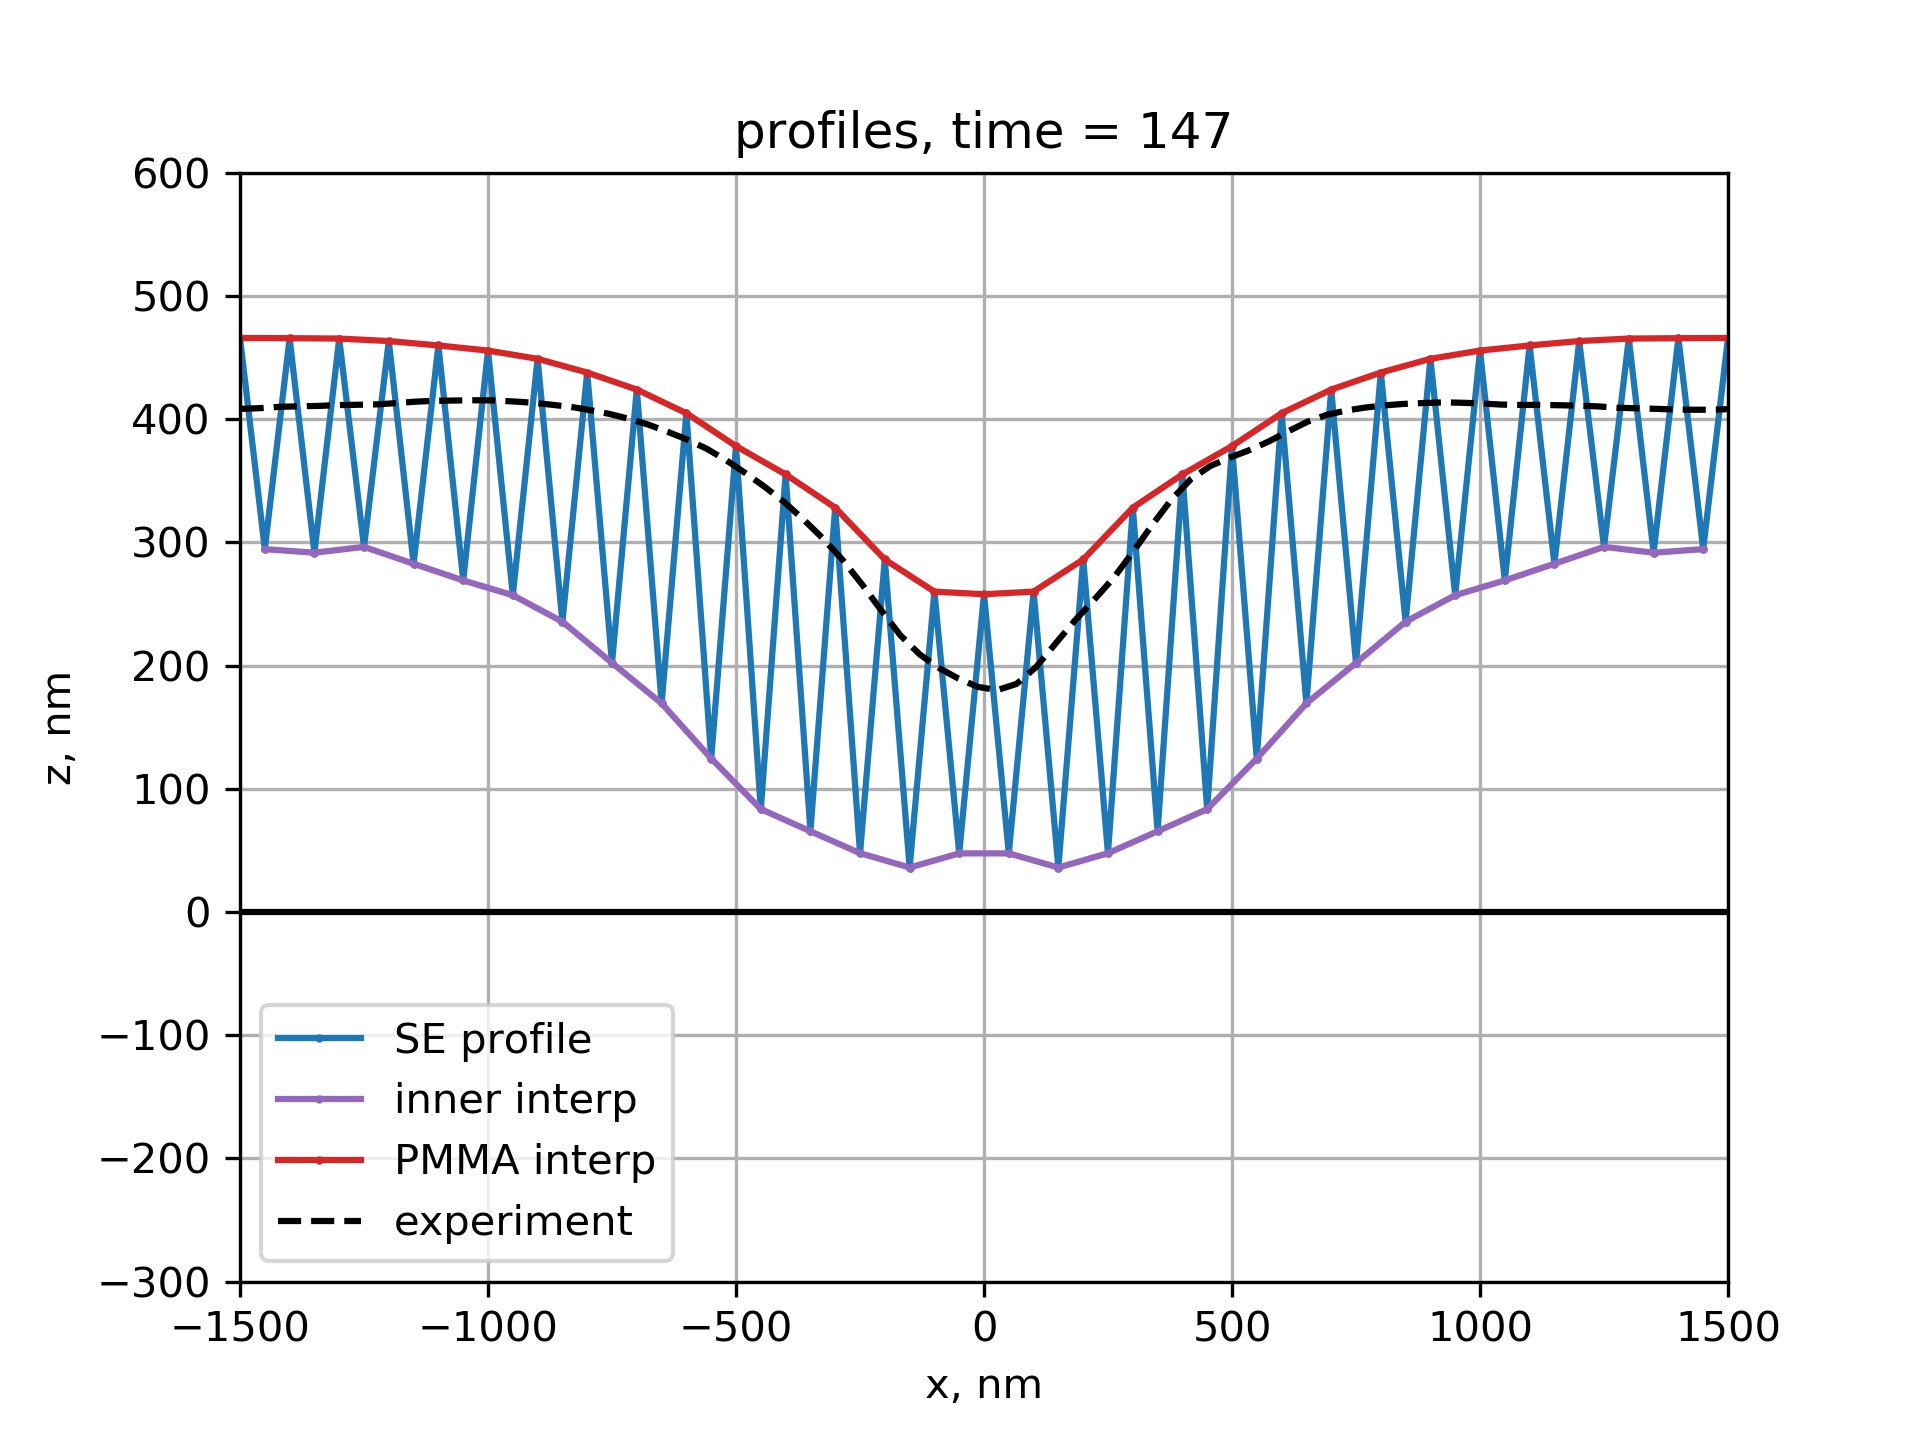 profiles, time = 147
600
500
400
300
200
100
0
−100
−200
−300
z, nm
SE profile
inner interp
PMMA interp
experiment
−1500 −1000 −500 0 500 1000 1500
x, nm